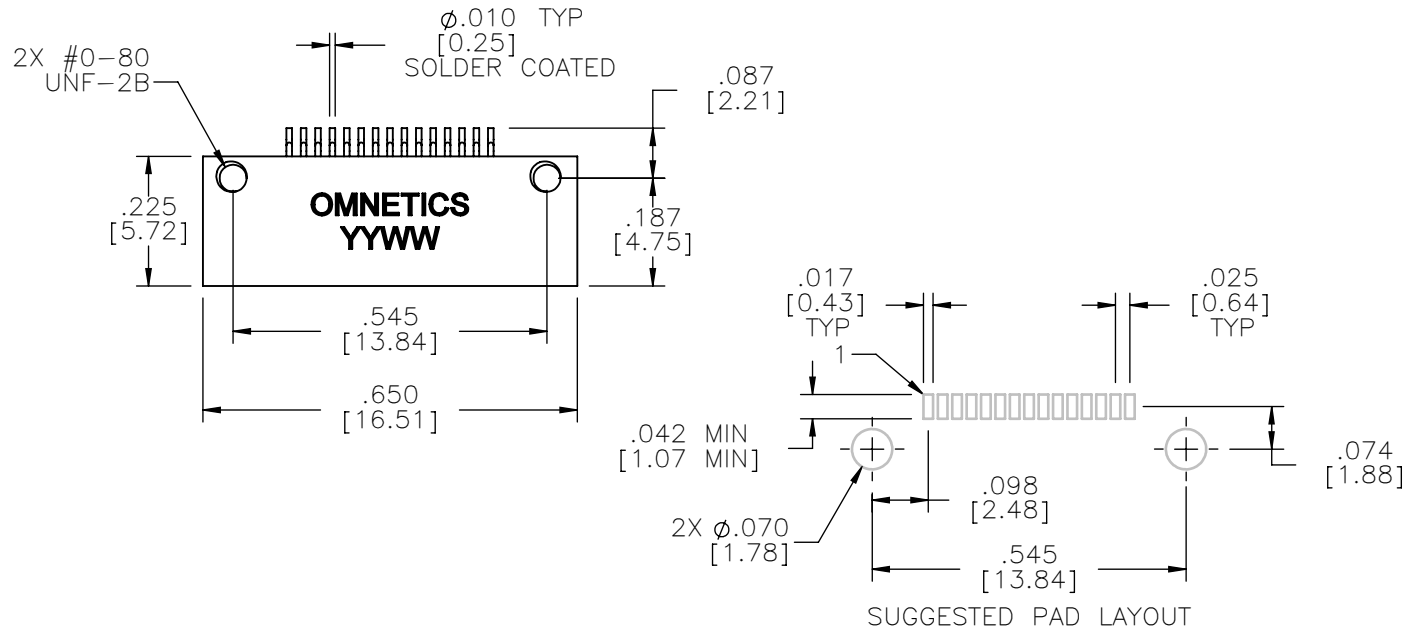 ⌀.010 TYP
[0.25]
SOLDER COATED
2X #0-80
UNF-2B
.087
[2.21]
OMNETICS
YYWW
.225
[5.72]
.187
[4.75]
.545
[13.84]
.650
[16.51]
.017
[0.43]
TYP
1
.025
[0.64]
TYP
.042 MIN
[1.07 MIN]
.074
[1.88]
.098
[2.48]
2X ⌀.070
[1.78]
.545
[13.84]
SUGGESTED PAD LAYOUT